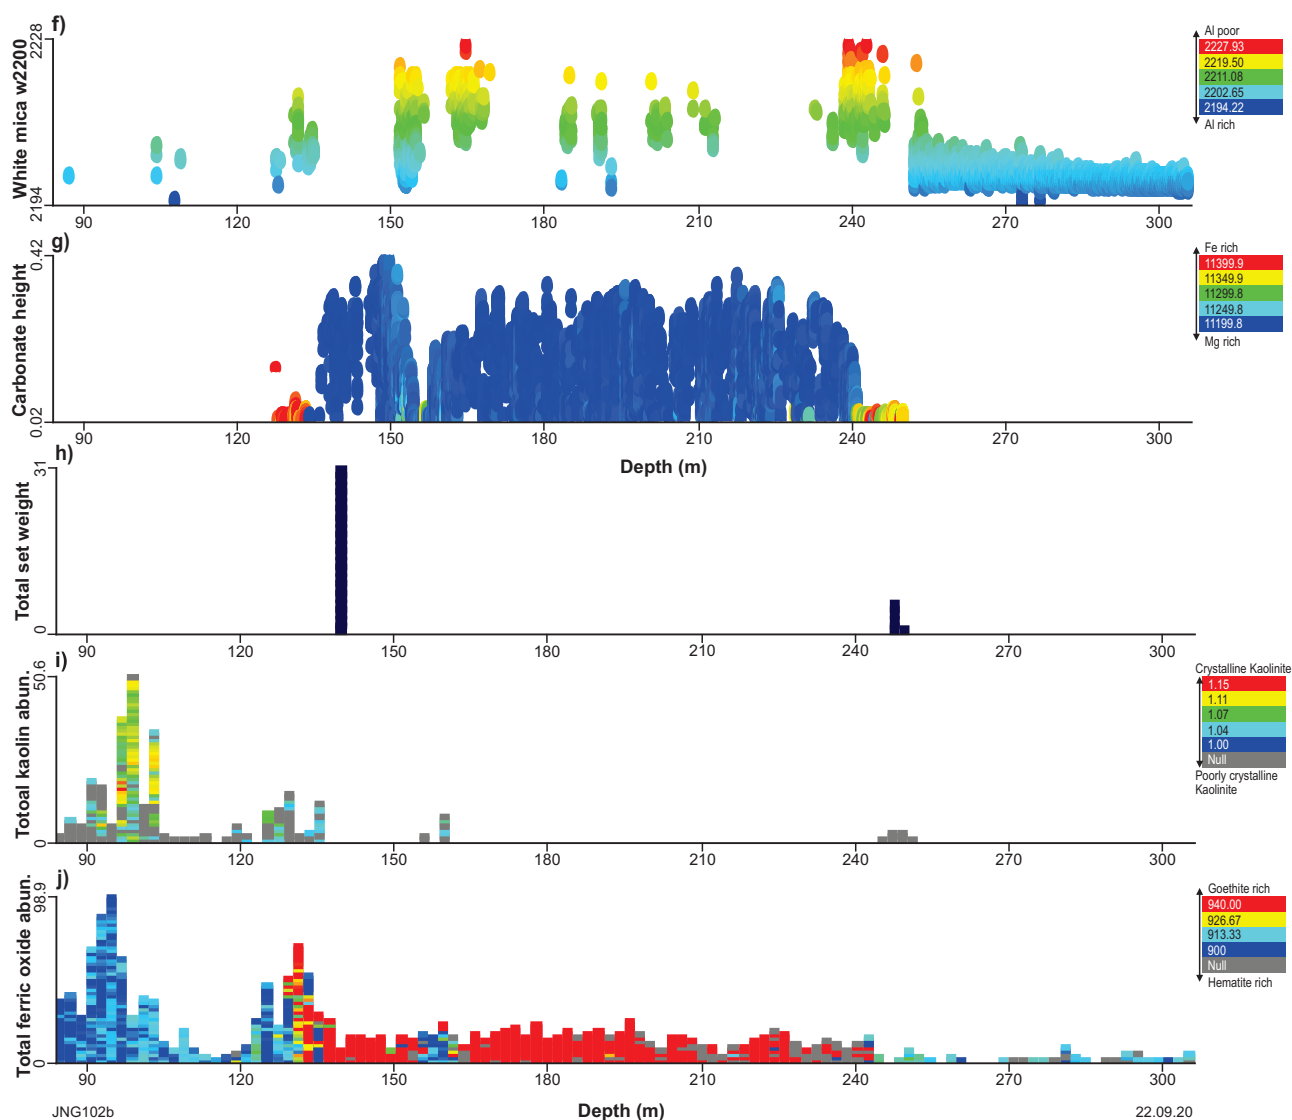 f)
White mica w2200
2228
2194
90 120 150 180 210 240 270 300
Al poor
2227.93
2219.50
2211.08
2202.65
2194.22
Al rich
g)
Carbonate height
0.42
0.02
90 120 150 180 210 240 270 300
Depth (m)
Fe rich
11399.9
11349.9
11299.8
11249.8
11199.8
Mg rich
h)
Total set weight
31
0
90 120 150 180 210 240 270 300
i)
Totoal kaolin abun.
50.6
0
90 120 150 180 210 240 270 300
Crystalline Kaolinite
1.15
1.11
1.07
1.04
1.00
Null
Poorly crystalline
Kaolinite
j)
Total ferric oxide abun.
98.9
0
90 120 150 180 210 240 270 300
Goethite rich
940.00
926.67
913.33
900
Null
Hematite rich
JNG102b
Depth (m)
22.09.20